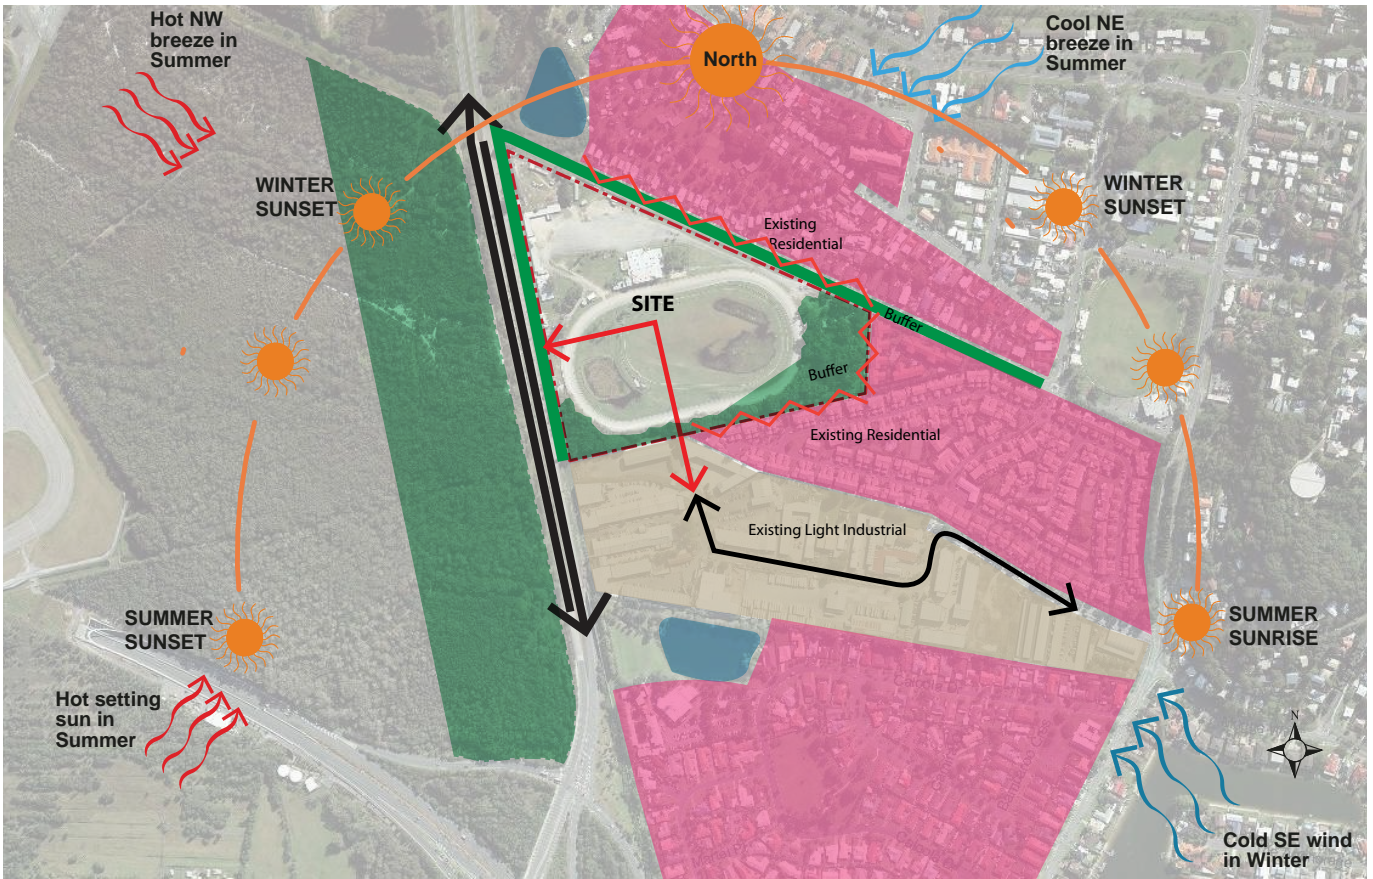 Hot NW
breeze in
Summer
North
Cool NE
breeze in
Summer
WINTER
SUNSET
WINTER
SUNSET
Existing
Residential
SITE
Buffer
Buffer
Existing Residential
Existing Light Industrial
SUMMER
SUNSET
SUMMER
SUNRISE
Hot setting
sun in
Summer
N
Cold SE wind
in Winter